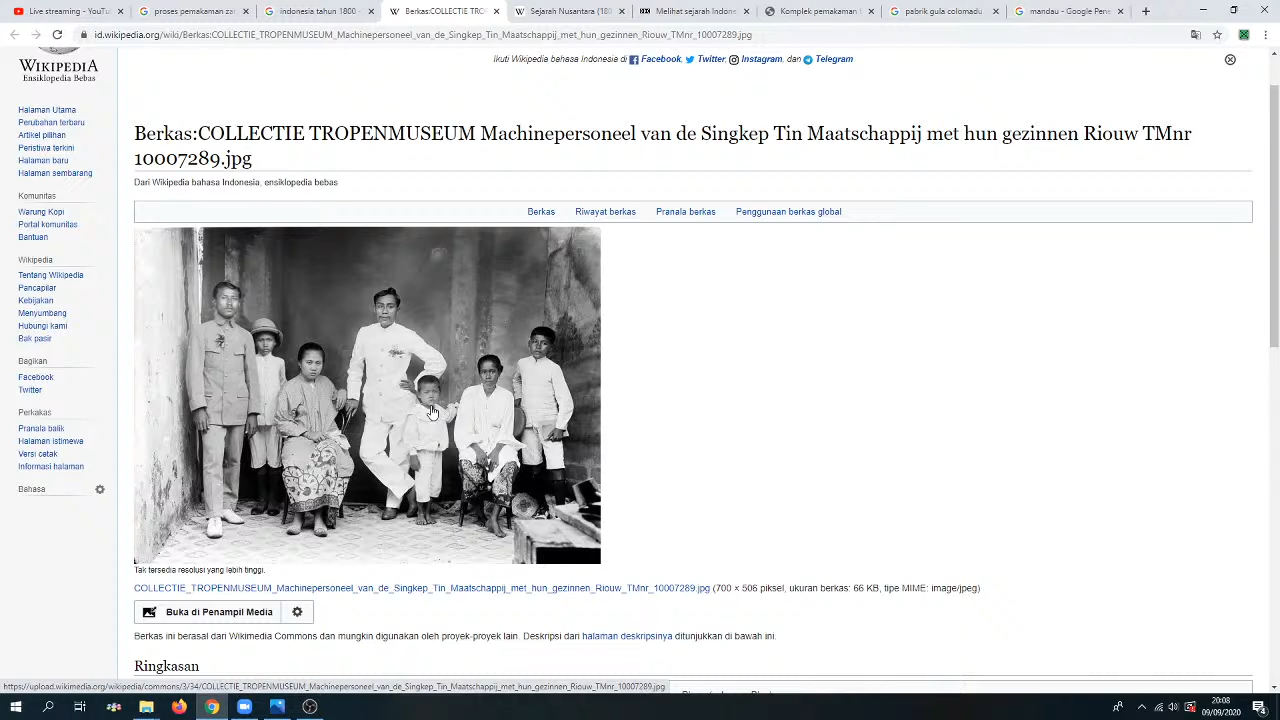 Live streaming - YouTu
proses pemakaman za
indonesia tahun 1800-
Berkas:COLLECTIE TRO
Sejarah Nusantara (180
Melihat sejarah Indone
Komplek pemakaman
pabrik gula colomadu
mandau - Google Pen
id.wikipedia.org/wiki/Berkas:COLLECTIE_TROPENMUSEUM_Machinepersoneel_van_de_Singkep_Tin_Maatschappij_met_hun_gezinnen_Riouw_TMnr_10007289.jpg
WIKIPEDIA
Ensiklopedia Bebas
Ikuti Wikipedia bahasa Indonesia di Facebook, Twitter, Instagram, dan Telegram
Halaman Utama
Perubahan terbaru
Artikel pilihan
Peristiwa terkini
Halaman baru
Halaman sembarang
Komunitas
Warung Kopi
Portal komunitas
Bantuan
Wikipedia
Tentang Wikipedia
Pancapilar
Kebijakan
Menyumbang
Hubungi kami
Bak pasir
Bagikan
Facebook
Twitter
Perkakas
Pranala balik
Halaman istimewa
Versi cetak
Informasi halaman
Bahasa
Berkas:COLLECTIE TROPENMUSEUM Machinepersoneel van de Singkep Tin Maatschappij met hun gezinnen Riouw TMnr
10007289.jpg
Dari Wikipedia bahasa Indonesia, ensiklopedia bebas
Berkas Riwayat berkas Pranala berkas Penggunaan berkas global
Tak tersedia resolusi yang lebih tinggi.
COLLECTIE_TROPENMUSEUM_Machinepersoneel_van_de_Singkep_Tin_Maatschappij_met_hun_gezinnen_Riouw_TMnr_10007289.jpg (700 × 506 piksel, ukuran berkas: 66 KB, tipe MIME: image/jpeg)
Buka di Penampil Media
Berkas ini berasal dari Wikimedia Commons dan mungkin digunakan oleh proyek-proyek lain. Deskripsi dari halaman deskripsinya ditunjukkan di bawah ini.
Ringkasan
https://upload.wikimedia.org/wikipedia/commons/3/34/COLLECTIE_TROPENMUSEUM_Machinepersoneel_van_de_Singkep_Tin_Maatschappij_met_hun_gezinnen_Riouw_TMnr_10007289.jpg
20:08
09/09/2020